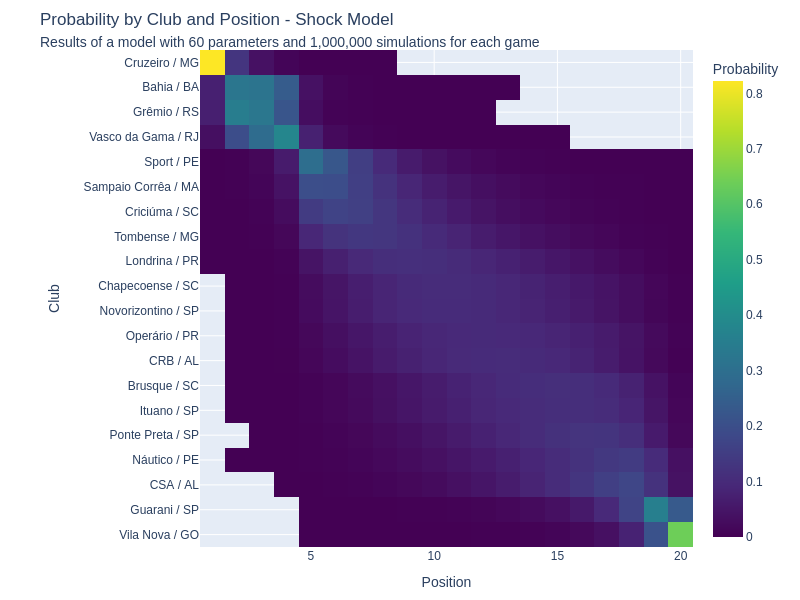 Probability by Club and Position - Shock Model
Results of a model with 60 parameters and 1,000,000 simulations for each game
Probability
Club
Cruzeiro / MG
Bahia / BA
Grêmio / RS
Vasco da Gama / RJ
Sport / PE
Sampaio Corrêa / MA
Criciúma / SC
Tombense / MG
Londrina / PR
Chapecoense / SC
Novorizontino / SP
Operário / PR
CRB / AL
Brusque / SC
Ituano / SP
Ponte Preta / SP
Náutico / PE
CSA / AL
Guarani / SP
Vila Nova / GO
0.8
0.7
0.6
0.5
0.4
0.3
0.2
0.1
0
5 10 15 20
Position